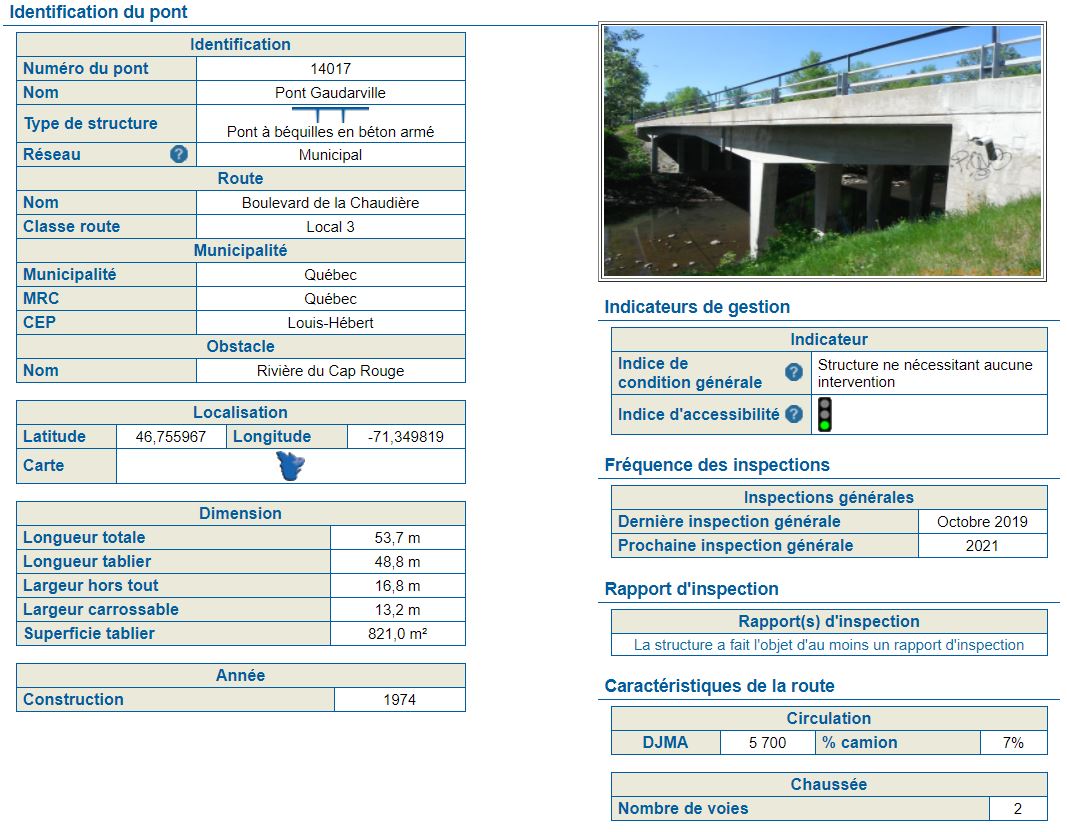 Identification du pont
Identification
Numéro du pont 14017
Nom Pont Gaudarville
Type de structure Pont à béquilles en béton armé
Réseau ? Municipal
Route
Nom Boulevard de la Chaudière
Classe route Local 3
Municipalité
Municipalité Québec
MRC Québec
CEP Louis-Hébert
Obstacle
Nom Rivière du Cap Rouge
Localisation
Latitude 46,755967 Longitude -71,349819
Carte
Dimension
Longueur totale 53,7 m
Longueur tablier 48,8 m
Largeur hors tout 16,8 m
Largeur carrossable 13,2 m
Superficie tablier 821,0 m²
Année
Construction 1974
Indicateurs de gestion
Indicateur
Indice de
condition générale ? Structure ne nécessitant aucune
intervention
Indice d'accessibilité ?
Fréquence des inspections
Inspections générales
Dernière inspection générale Octobre 2019
Prochaine inspection générale 2021
Rapport d'inspection
Rapport(s) d'inspection
La structure a fait l'objet d'au moins un rapport d'inspection
Caractéristiques de la route
Circulation
DJMA 5 700 % camion 7%
Chaussée
Nombre de voies 2